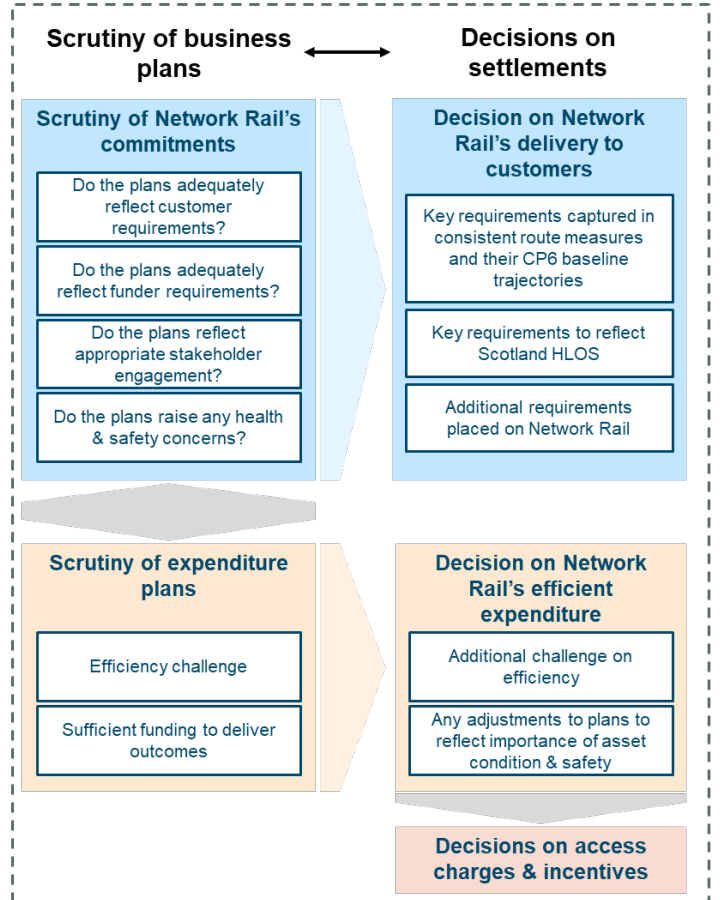 Scrutiny of business
plans
Decisions on
settlements
Scrutiny of Network Rail's
commitments
Do the plans adequately
reflect customer
requirements?
Do the plans adequately
reflect funder requirements?
Do the plans reflect
appropriate stakeholder
engagement?
Do the plans raise any health
& safety concerns?
Decision on Network
Rail's delivery to
customers
Key requirements captured in
consistent route measures
and their CP6 baseline
trajectories
Key requirements to reflect
Scotland HLOS
Additional requirements
placed on Network Rail
Scrutiny of expenditure
plans
Efficiency challenge
Sufficient funding to deliver
outcomes
Decision on Network
Rail's efficient
expenditure
Additional challenge on
efficiency
Any adjustments to plans to
reflect importance of asset
condition & safety
Decisions on access
charges & incentives